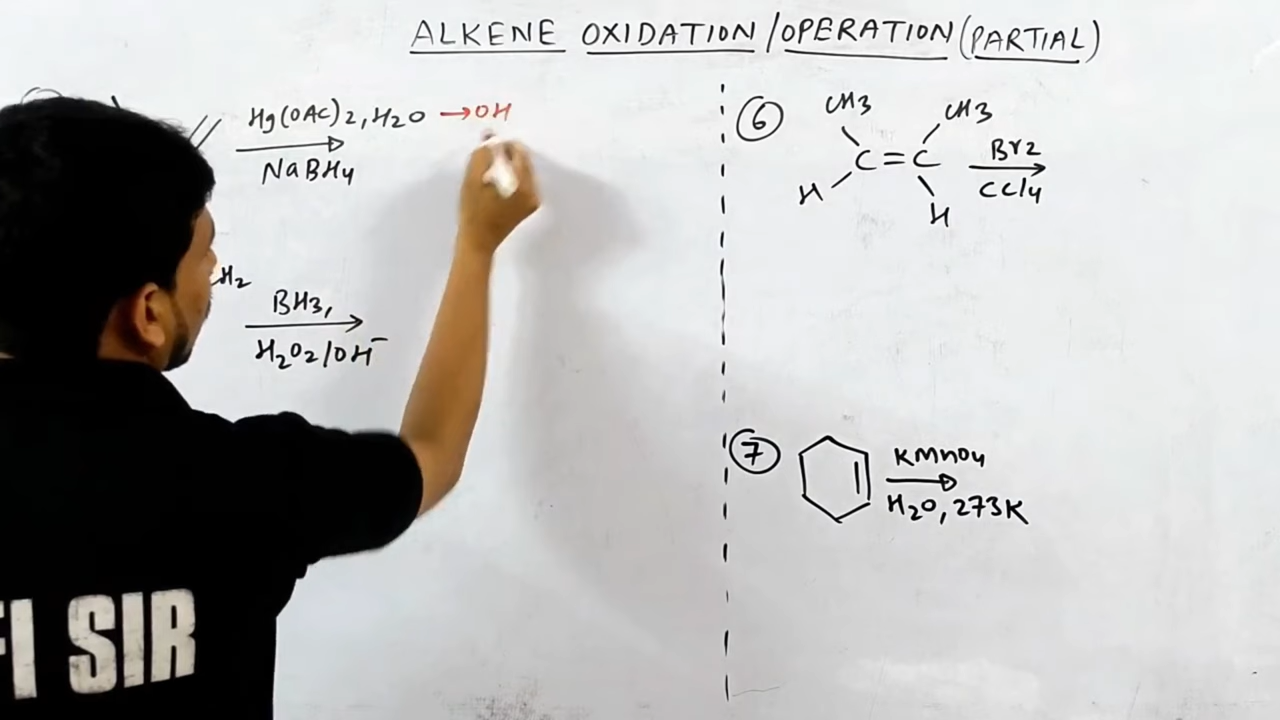 ALKENE OXIDATION/OPERATION(PARTIAL)
Hg(OAC)2,H2O →OH
NaBH4
H2
BH3,
H2O2/OH⁻
6
CH3 CH3
C=C Br2
CCl4
H
H
7
KMnO4
H2O,273K
SIR